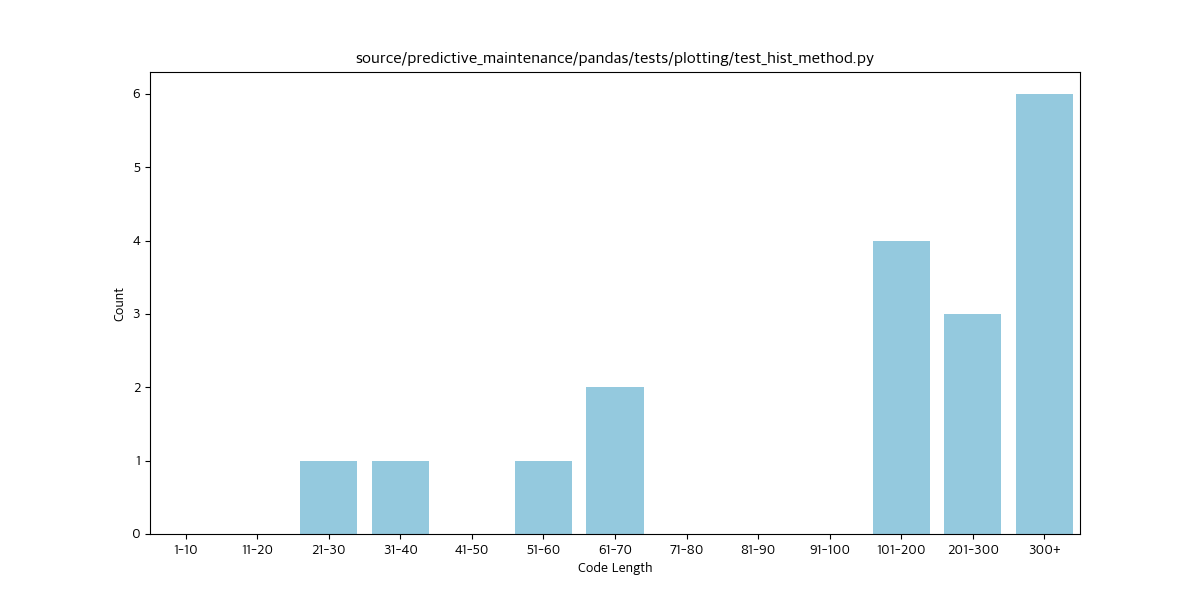 source/predictive_maintenance/pandas/tests/plotting/test_hist_method.py
6
5
4
3
2
1
0
Count
1-10 11-20 21-30 31-40 41-50 51-60 61-70 71-80 81-90 91-100 101-200 201-300 300+
Code Length